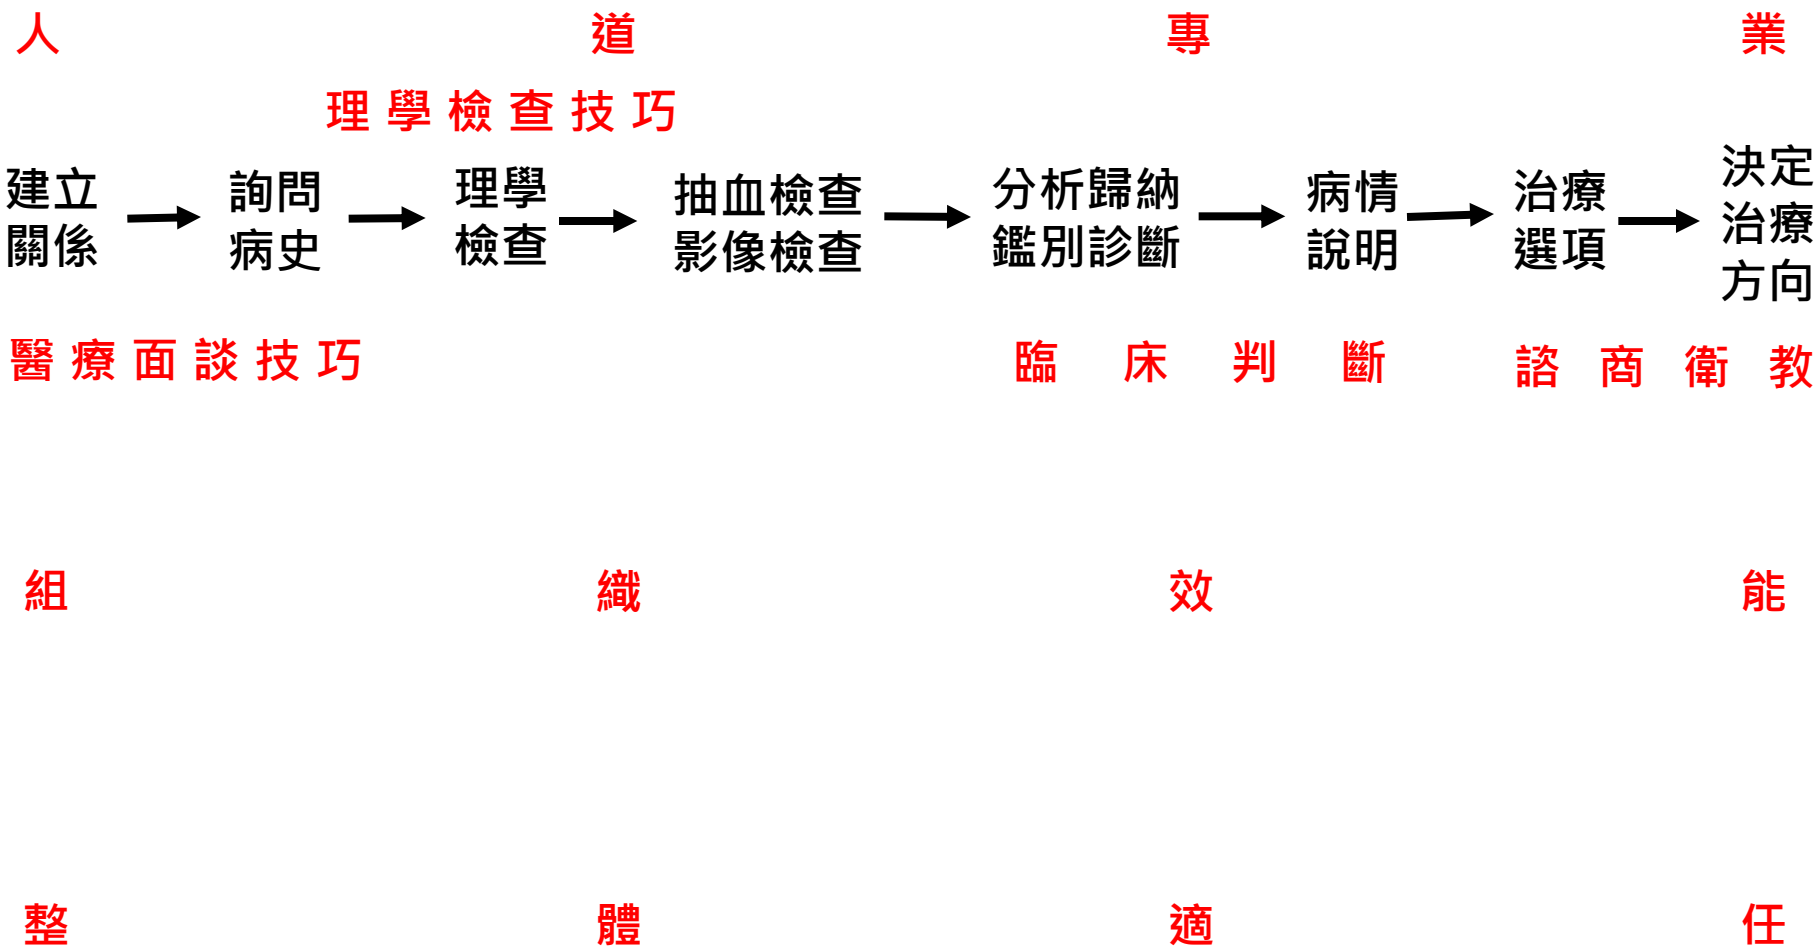 人道專業
理學檢查技巧
建立
關係
詢問
病史
理學
檢查
抽血檢查
影像檢查
分析歸納
鑑別診斷
病情
說明
治療
選項
決定
治療
方向
醫療面談技巧
臨床判斷
諮商衛教
組織效能
整體適任